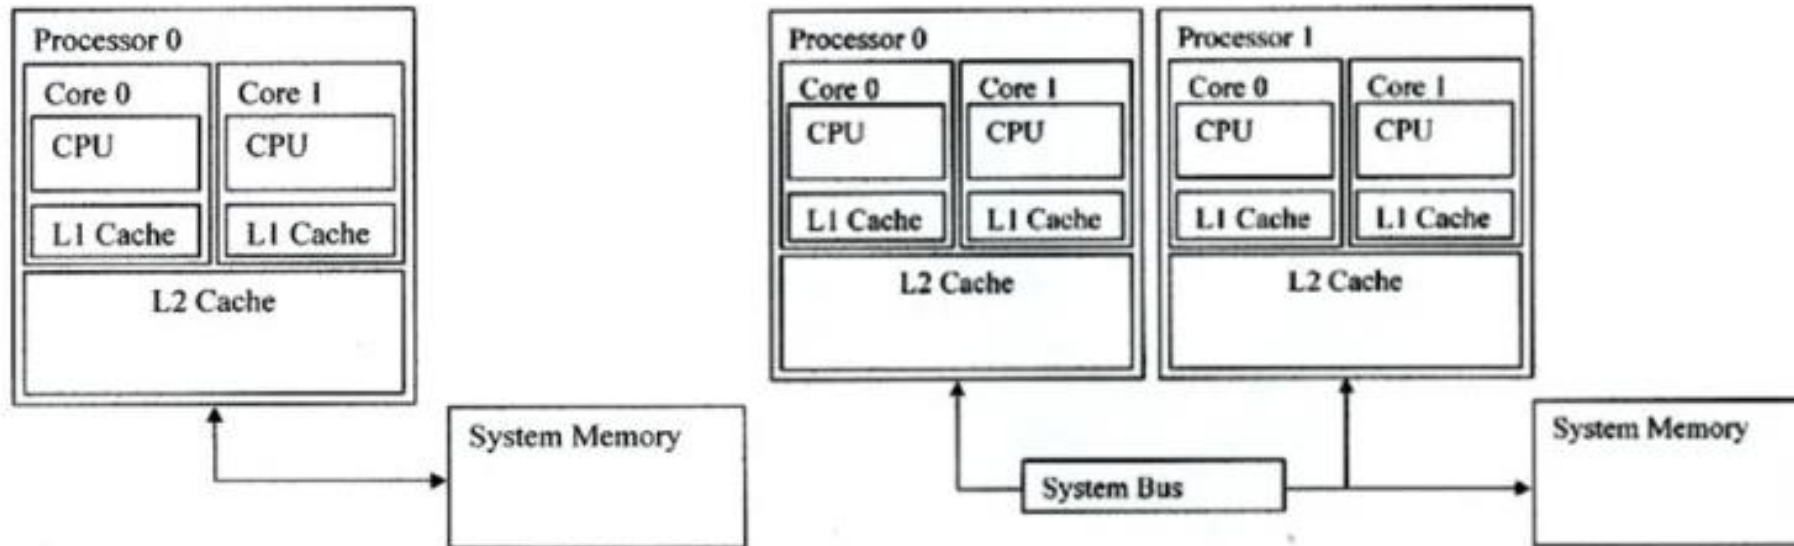 Processor 0
Core 0
CPU
L1 Cache
Core 1
CPU
L1 Cache
L2 Cache
System Memory
Processor 0
Core 0
CPU
L1 Cache
Core 1
CPU
L1 Cache
L2 Cache
Processor 1
Core 0
CPU
L1 Cache
Core 1
CPU
L1 Cache
L2 Cache
System Bus
System Memory